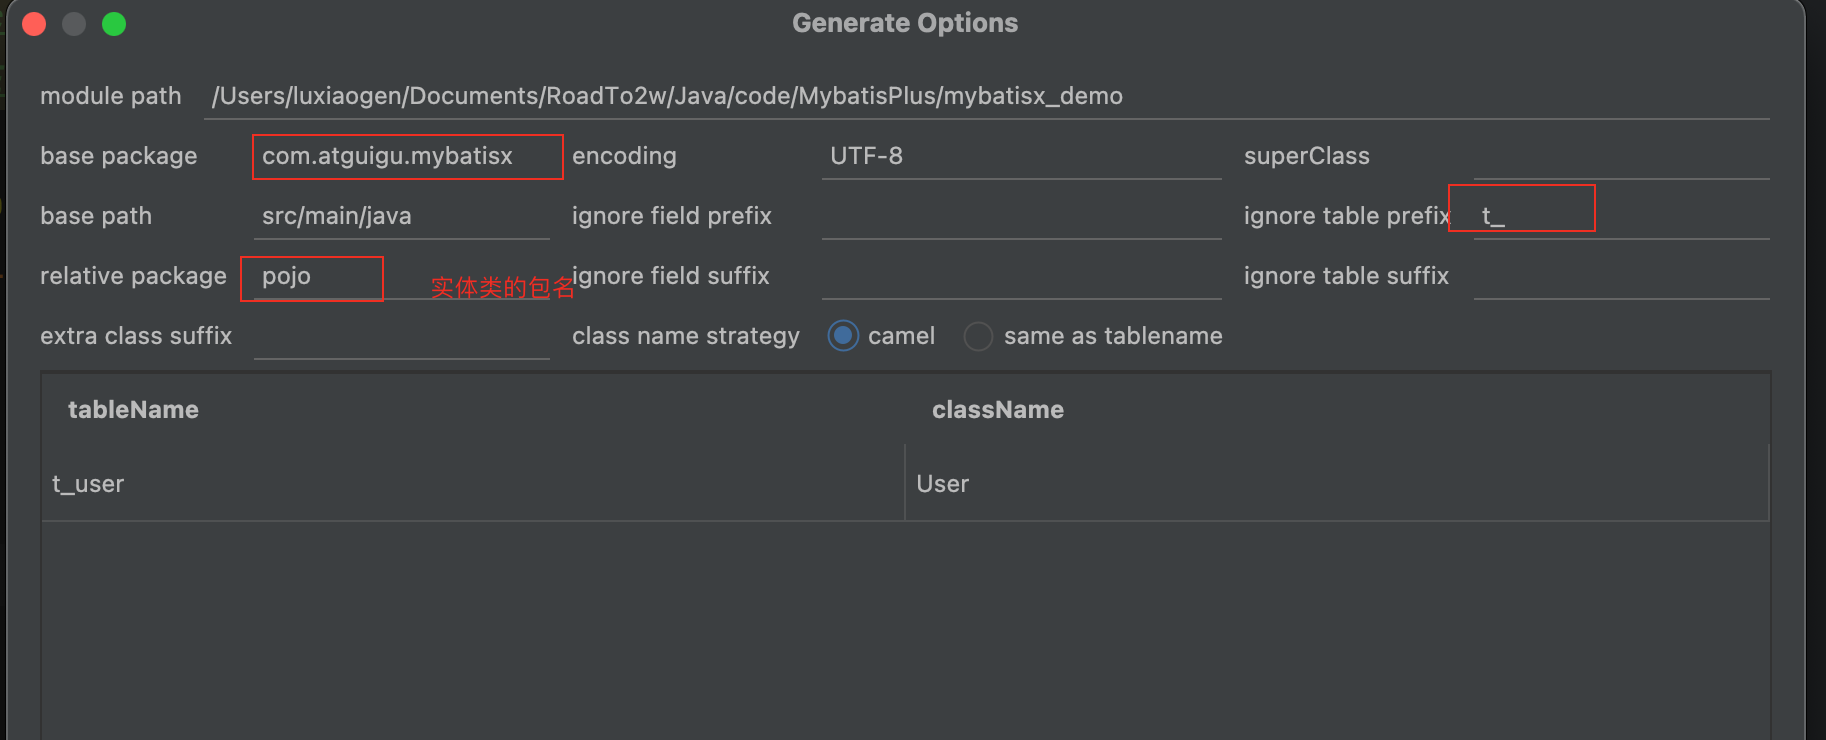 Generate Options
module path /Users/luxiaogen/Documents/RoadTo2w/Java/code/MybatisPlus/mybatisx_demo
base package com.atguigu.mybatisx encoding UTF-8 superClass
base path src/main/java ignore field prefix ignore table prefix t_
relative package pojo 实体类的包名 ignore field suffix ignore table suffix
extra class suffix class name strategy camel same as tablename
tableName className
t_user User